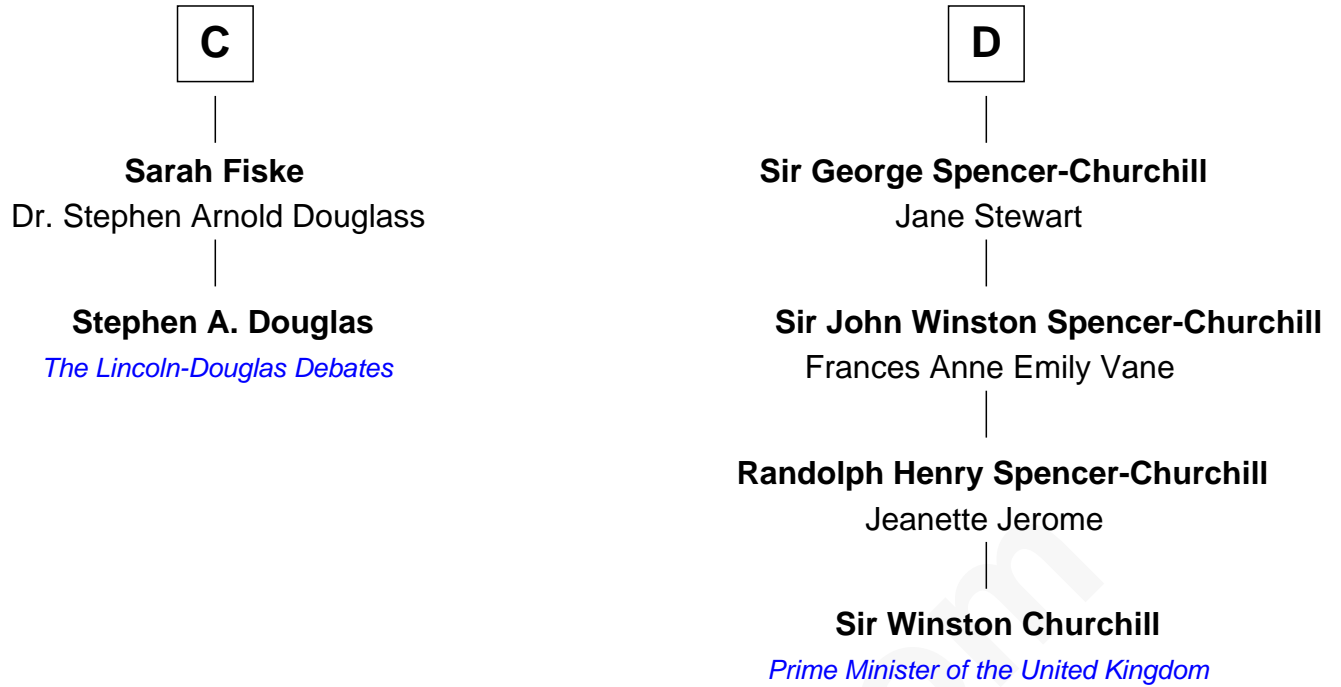 C
Sarah Fiske
Dr. Stephen Arnold Douglass
Stephen A. Douglas
The Lincoln-Douglas Debates
D
Sir George Spencer-Churchill
Jane Stewart
Sir John Winston Spencer-Churchill
Frances Anne Emily Vane
Randolph Henry Spencer-Churchill
Jeanette Jerome
Sir Winston Churchill
Prime Minister of the United Kingdom